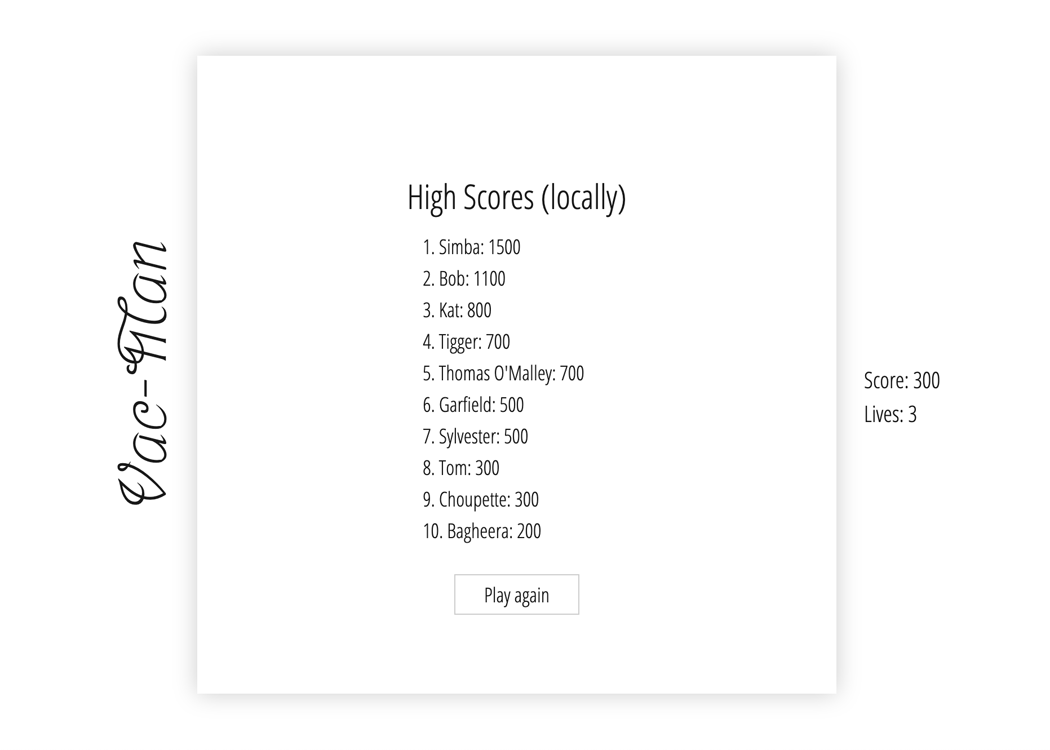 Vac-Man
High Scores (locally)
1. Simba: 1500
2. Bob: 1100
3. Kat: 800
4. Tigger: 700
5. Thomas O'Malley: 700
6. Garfield: 500
7. Sylvester: 500
8. Tom: 300
9. Choupette: 300
10. Bagheera: 200
Play again
Score: 300
Lives: 3